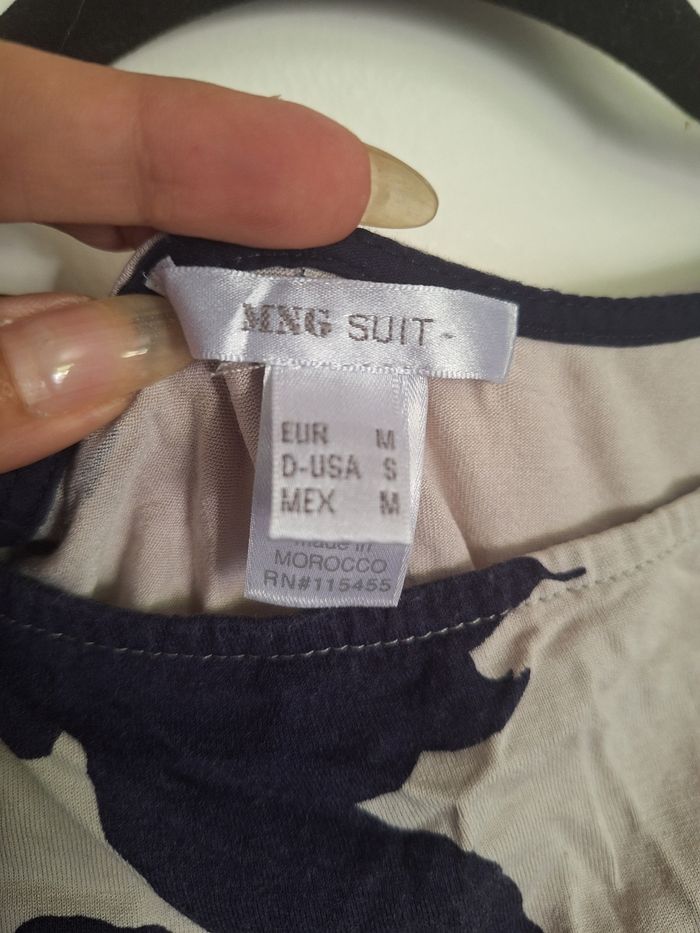 MNG SUIT-
EUR M
D-USA S
MEX M
made in
MOROCCO
RN#115455